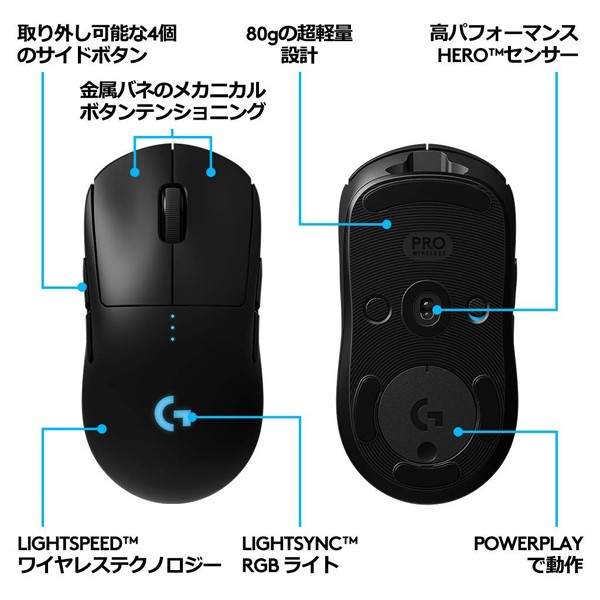 取り外し可能な4個
のサイドボタン
80gの超軽量
設計
高パフォーマンス
HERO™センサー
金属バネのメカニカル
ボタンテンショニング
PRO
WIRELESS
G
G
LIGHTSPEED™
ワイヤレステクノロジー
LIGHTSYNC™
RGB ライト
POWERPLAY
で動作